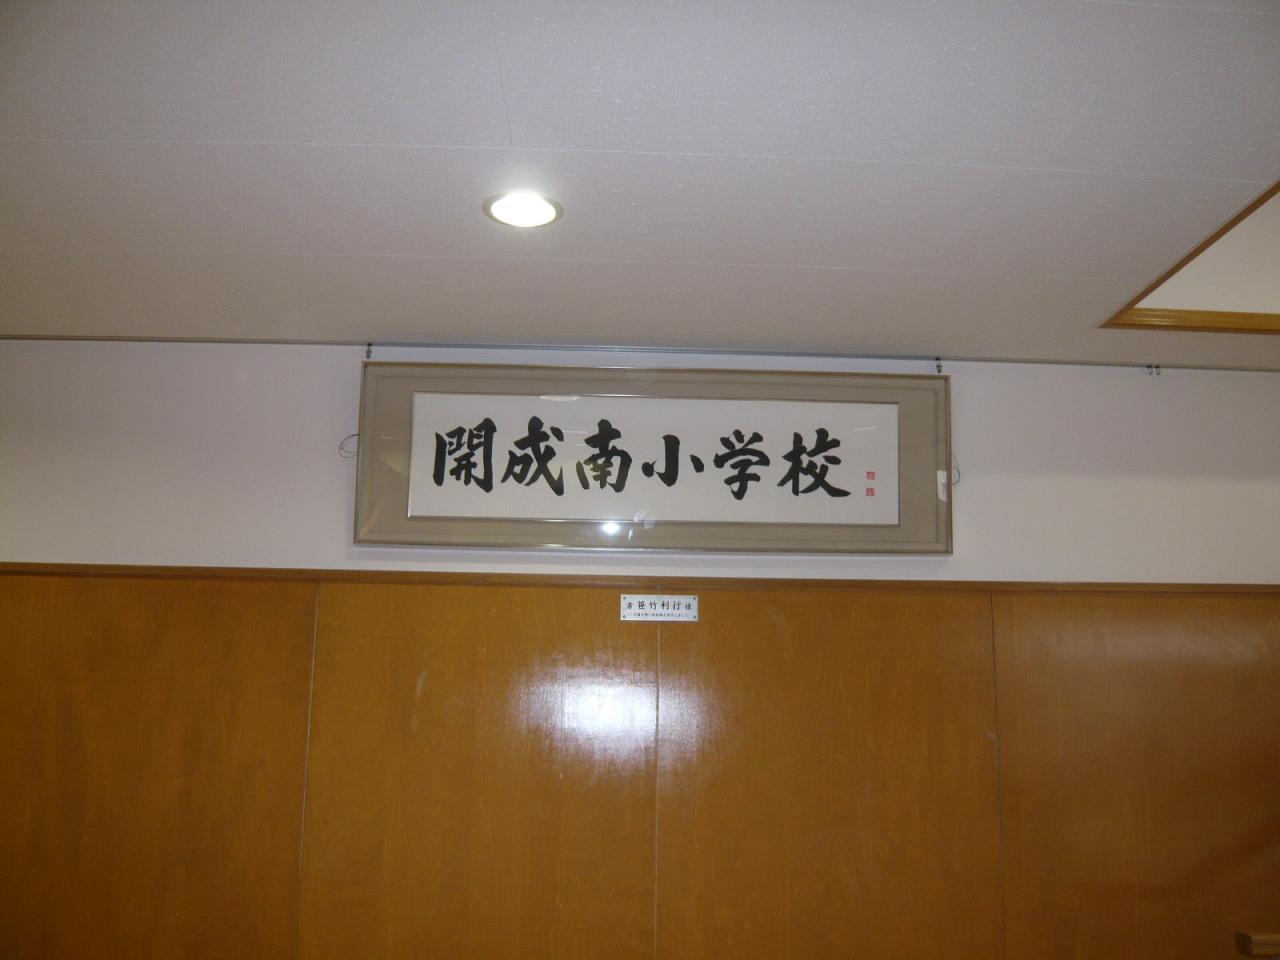 開成南小学校
書 笹竹利行 様